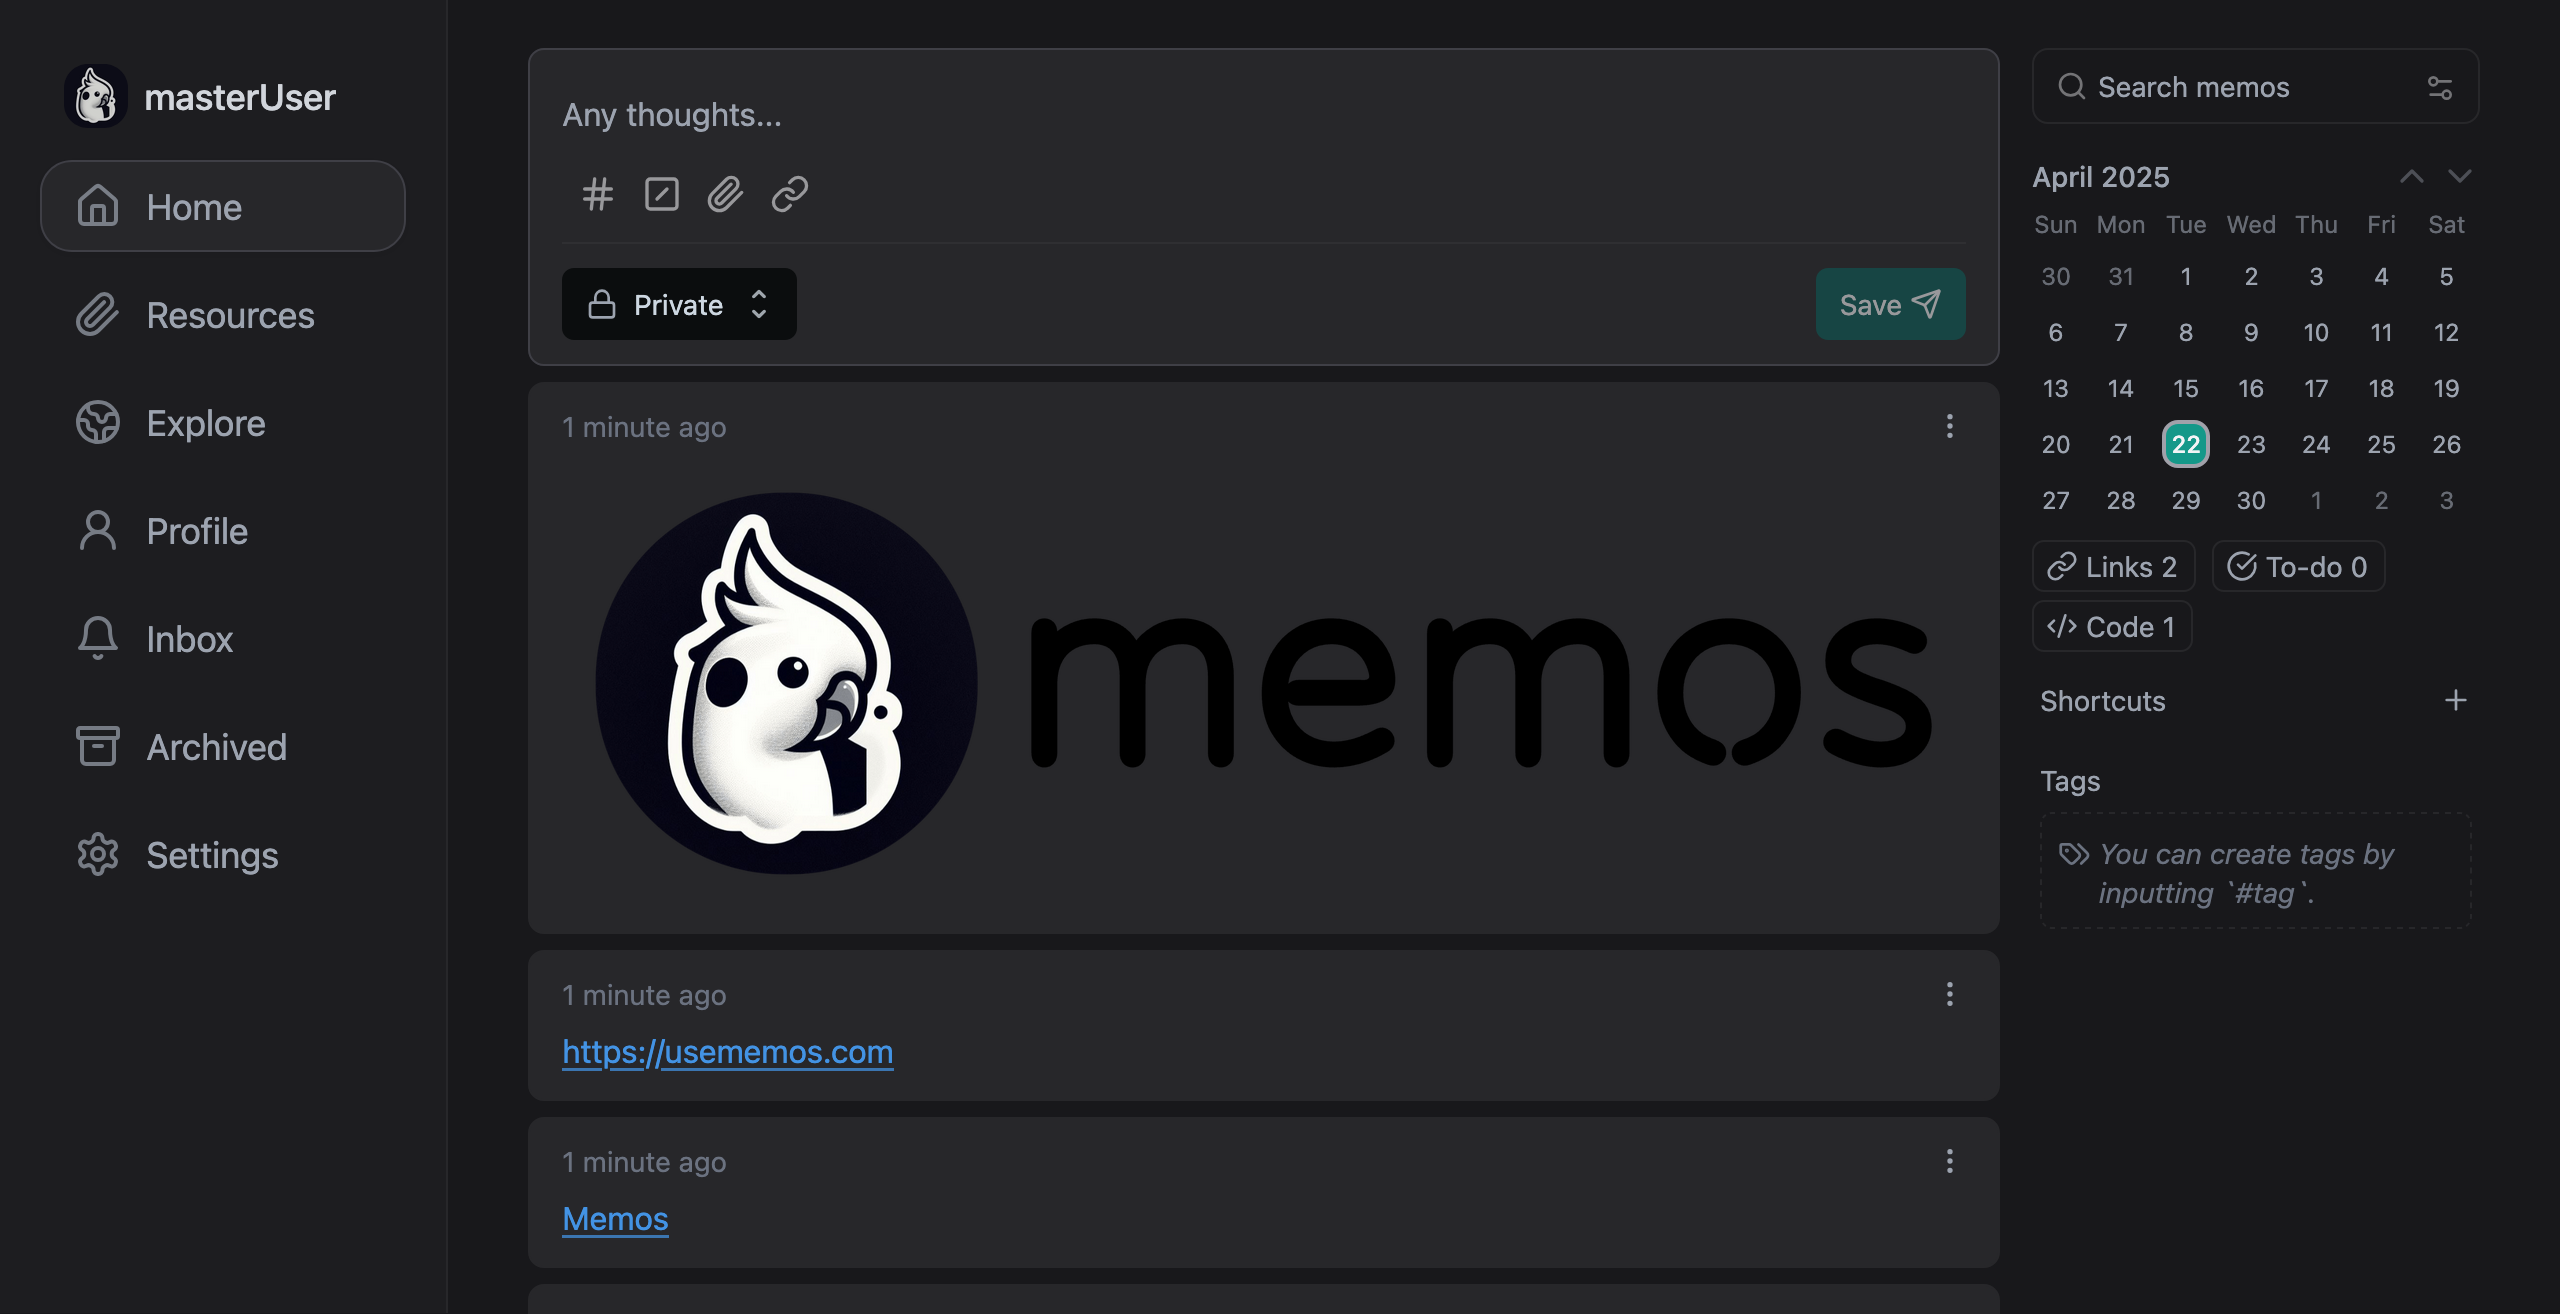 masterUser
Home
Resources
Explore
Profile
Inbox
Archived
Settings
Any thoughts...
Private
Save
1 minute ago
memos
1 minute ago
https://usememos.com
1 minute ago
Memos
Search memos
April 2025
Sun Mon Tue Wed Thu Fri Sat
30 31 1 2 3 4 5
6 7 8 9 10 11 12
13 14 15 16 17 18 19
20 21 22 23 24 25 26
27 28 29 30 1 2 3
Links 2 To-do 0
Code 1
Shortcuts
Tags
You can create tags by
inputting `#tag`.